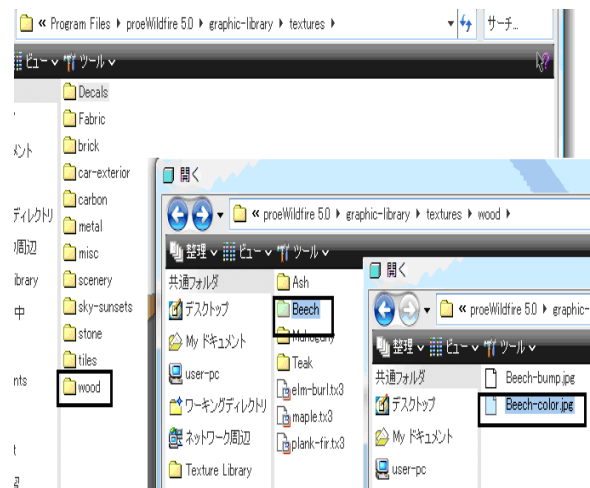 « Program Files ▸ proeWildfire 5.0 ▸ graphic-library ▸ textures ▸
サーチ...
ビュー
ツール
Decals
Fabric
brick
car-exterior
carbon
metal
misc
scenery
sky-sunsets
stone
tiles
wood
メント
ディレクトリ
周辺
ibrary
中
nts
t
開く
« proeWildfire 5.0 ▸ graphic-library ▸ textures ▸ wood ▸
整理
ビュー
ツール
共通フォルダ
デスクトップ
My ドキュメント
user-pc
ワーキングディレクトリ
ネットワーク周辺
Texture Library
Ash
Beech
Mahogany
Teak
elm-burl.tx3
maple.tx3
plank-fir.tx3
開く
« proeWildfire 5.0 ▸ graphic-
整理
ビュー
ツール
共通フォルダ
デスクトップ
My ドキュメント
user-pc
Beech-bump.jpg
Beech-color.jpg